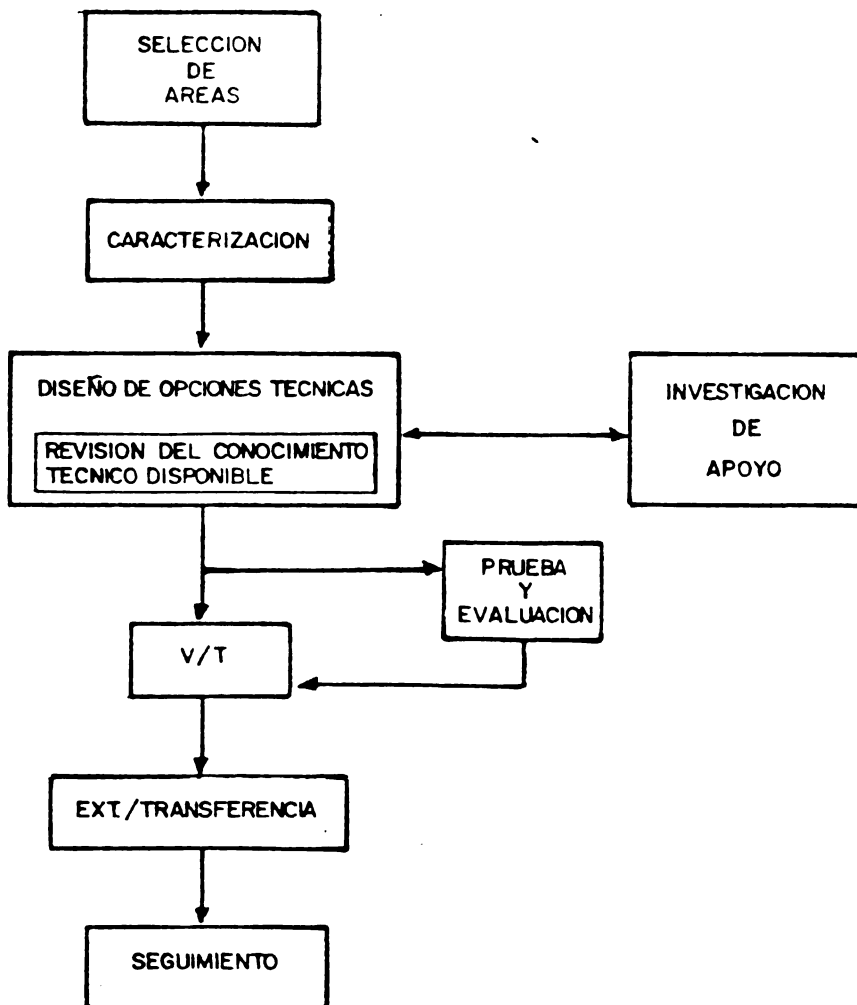 SELECCION
DE
AREAS
CARACTERIZACION
DISEÑO DE OPCIONES TECNICAS
REVISION DEL CONOCIMIENTO
TECNICO DISPONIBLE
INVESTIGACION
DE
APOYO
PRUEBA
Y
EVALUACION
V/T
EXT./TRANSFERENCIA
SEGUIMIENTO